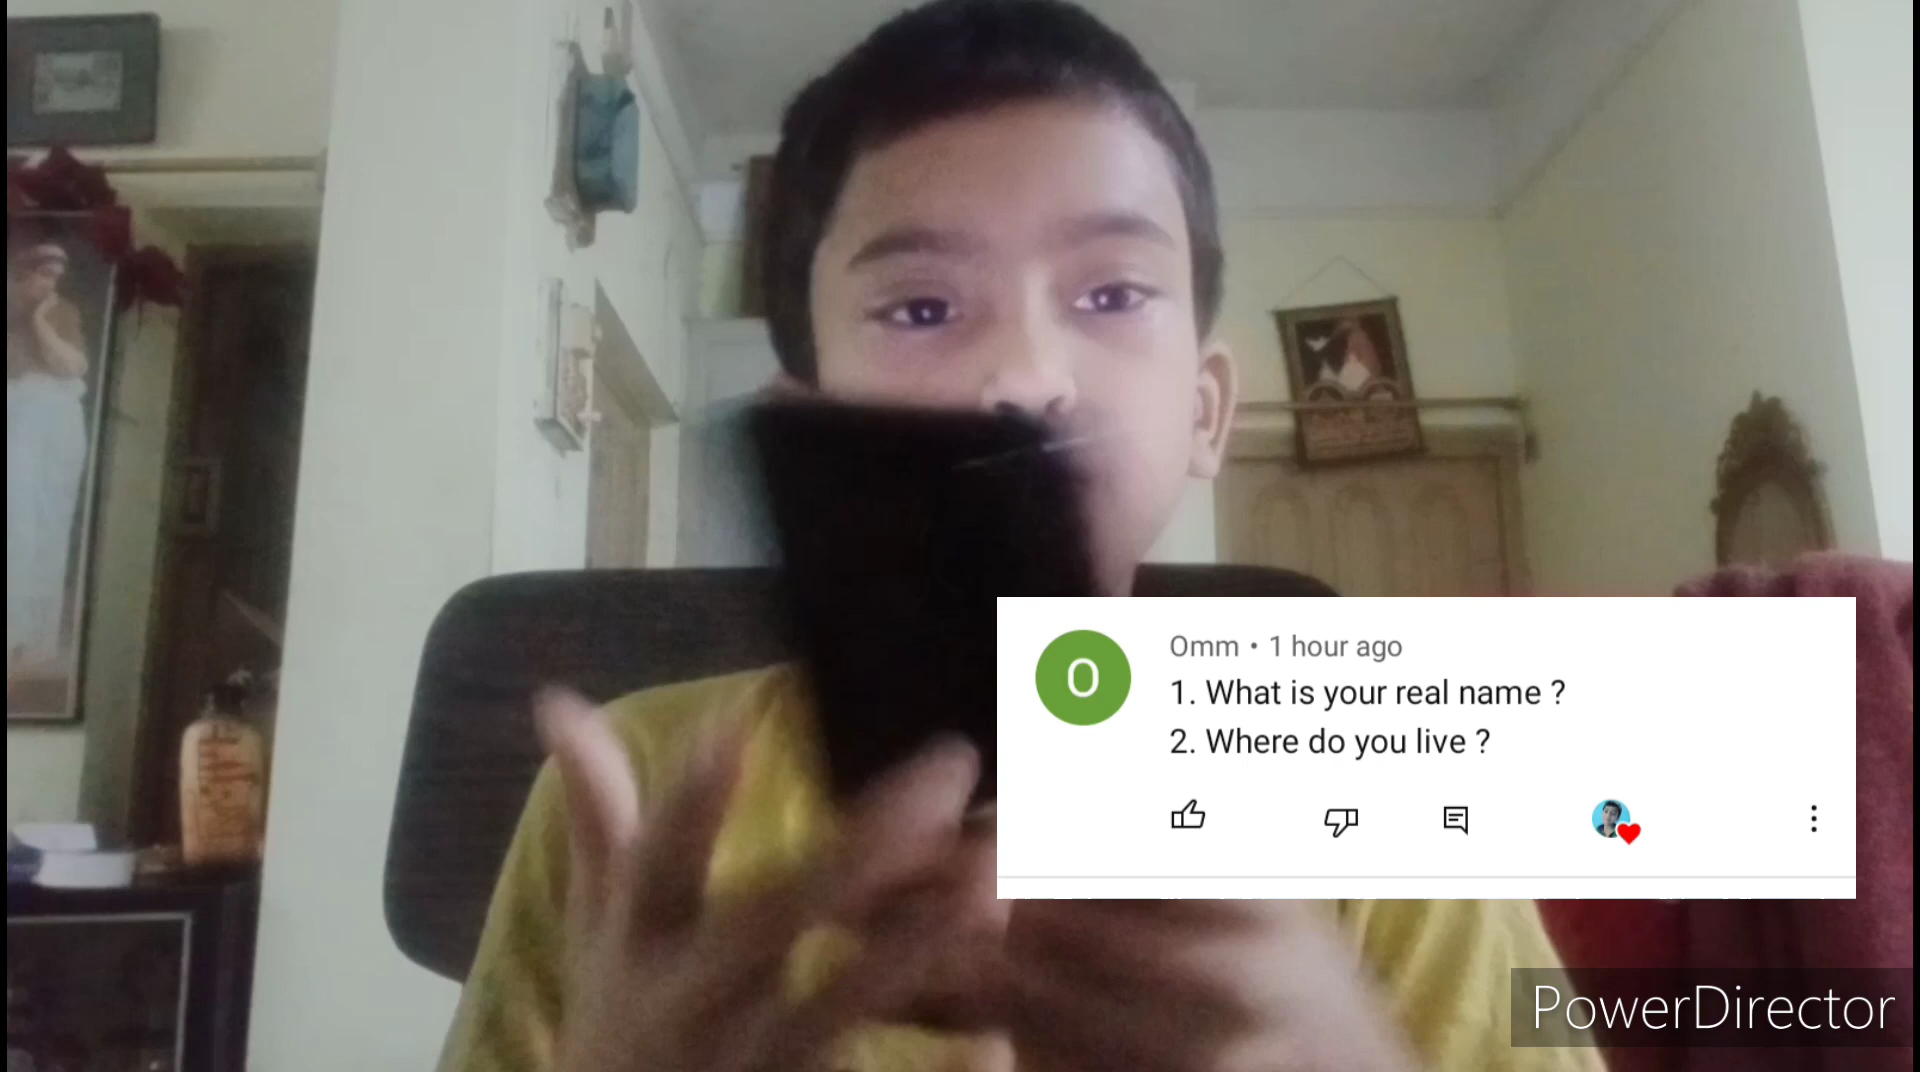 Omm • 1 hour ago
1. What is your real name ?
2. Where do you live ?
O
PowerDirector